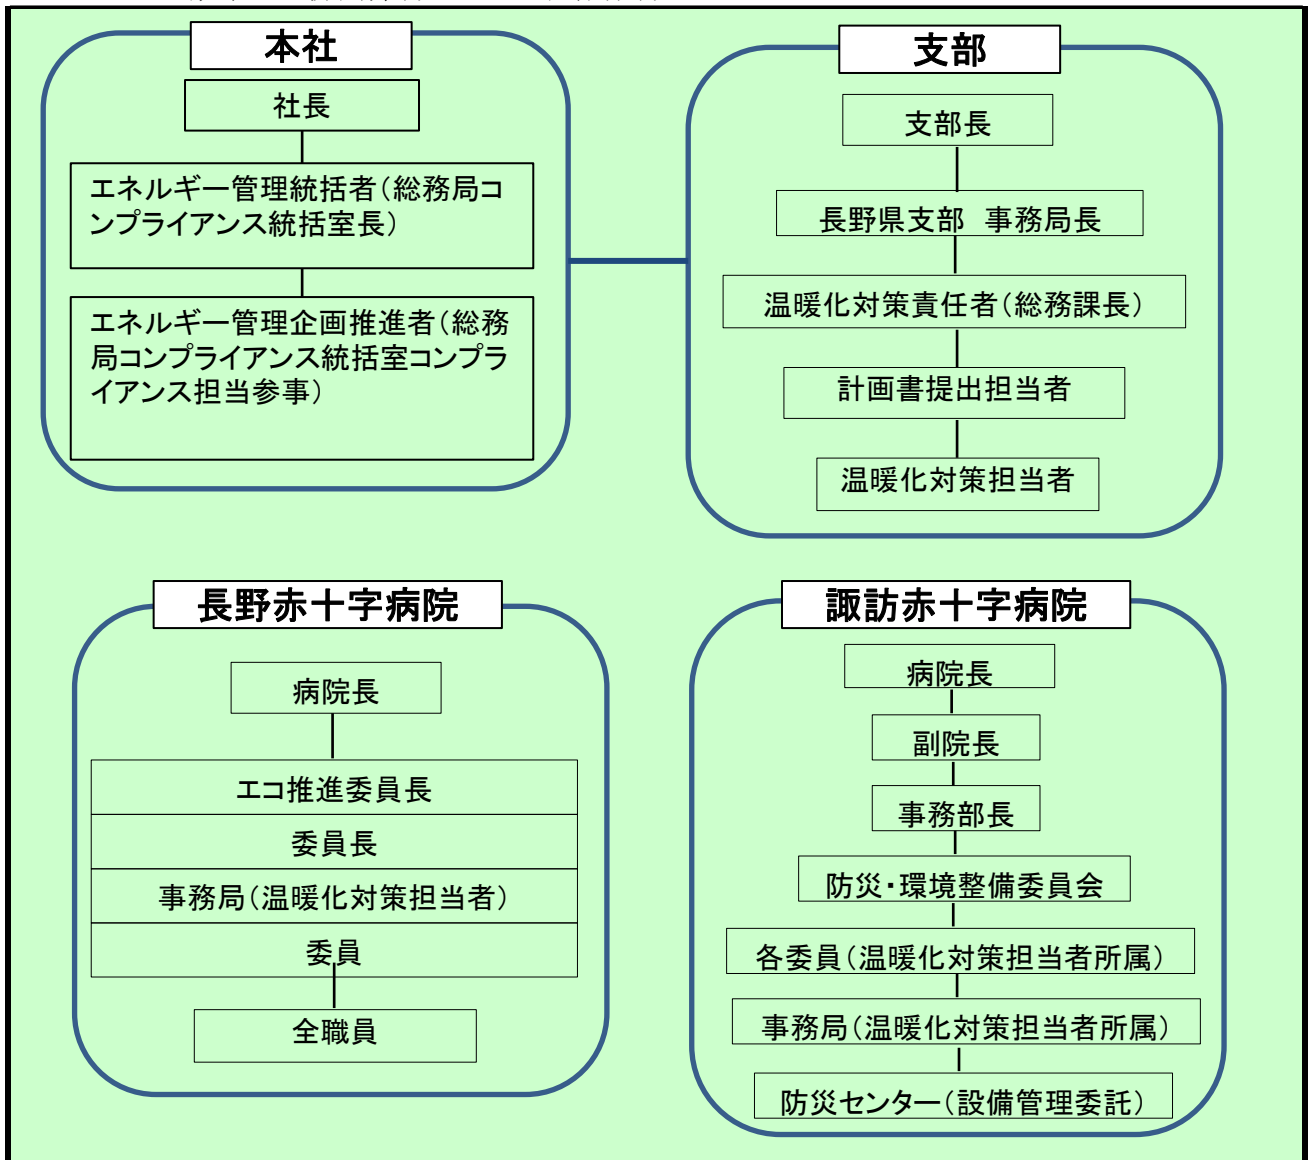 本社
社長
エネルギー管理統括者(総務局コ
ンプライアンス統括室長)
エネルギー管理企画推進者(総務
局コンプライアンス統括室コンプラ
イアンス担当参事)
支部
支部長
長野県支部 事務局長
温暖化対策責任者(総務課長)
計画書提出担当者
温暖化対策担当者
長野赤十字病院
病院長
エコ推進委員長
委員長
事務局(温暖化対策担当者)
委員
全職員
諏訪赤十字病院
病院長
副院長
事務部長
防災・環境整備委員会
各委員(温暖化対策担当者所属)
事務局(温暖化対策担当者所属)
防災センター(設備管理委託)